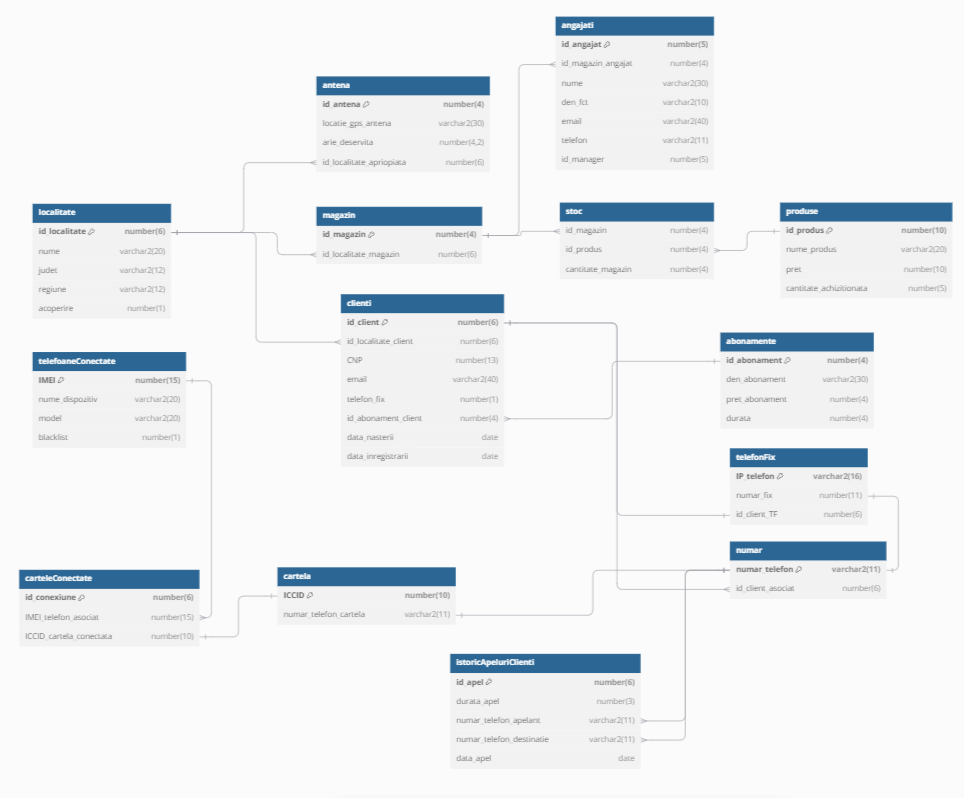 angajati
id_angajat number(5)
id_magazin_angajat number(4)
nume varchar2(30)
den_fct varchar2(10)
email varchar2(40)
telefon varchar2(11)
id_manager number(5)
antena
id_antena number(4)
locatie_gps_antena varchar2(30)
arie_deservita number(4,2)
id_localitate_apriopiata number(6)
localitate
id_localitate number(6)
nume varchar2(20)
judet varchar2(12)
regiune varchar2(12)
acoperire number(1)
magazin
id_magazin number(4)
id_localitate_magazin number(6)
stoc
id_magazin number(4)
id_produs number(4)
cantitate_magazin number(4)
produse
id_produs number(10)
nume_produs varchar2(20)
pret number(10)
cantitate_achizitionata number(5)
clienti
id_client number(6)
id_localitate_client number(6)
CNP number(13)
email varchar2(40)
telefon_fix number(1)
id_abonament_client number(4)
data_nasterii date
data_inregistrarii date
abonamente
id_abonament number(4)
den_abonament varchar2(30)
pret_abonament number(4)
durata number(4)
telefoaneConectate
IMEI number(15)
nume_dispozitiv varchar2(20)
model varchar2(20)
blacklist number(1)
telefonFix
IP_telefon varchar2(16)
numar_fix number(11)
id_client_TF number(6)
numar
numar_telefon varchar2(11)
id_client_asociat number(6)
carteleConectate
id_conexiune number(6)
IMEI_telefon_asociat number(15)
ICCID_cartela_conectata number(10)
cartela
ICCID number(10)
numar_telefon_cartela varchar2(11)
istoricApeluriClienti
id_apel number(6)
durata_apel number(3)
numar_telefon_apelant varchar2(11)
numar_telefon_destinatie varchar2(11)
data_apel date